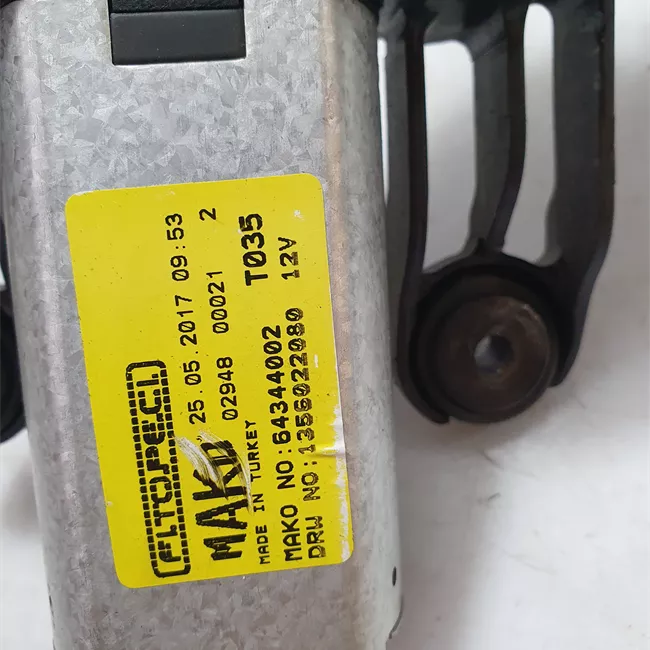 25.05.2017 09:53
MAKO 02948 00021 2
MADE IN TURKEY
MAKO NO:64344002 T035
DRW NO:1356022080 12V